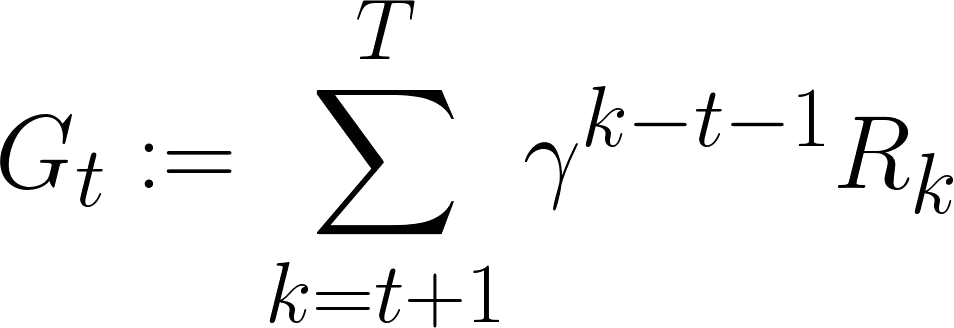 G_t := \sum_{k=t+1}^{T} \gamma^{k-t-1} R_k